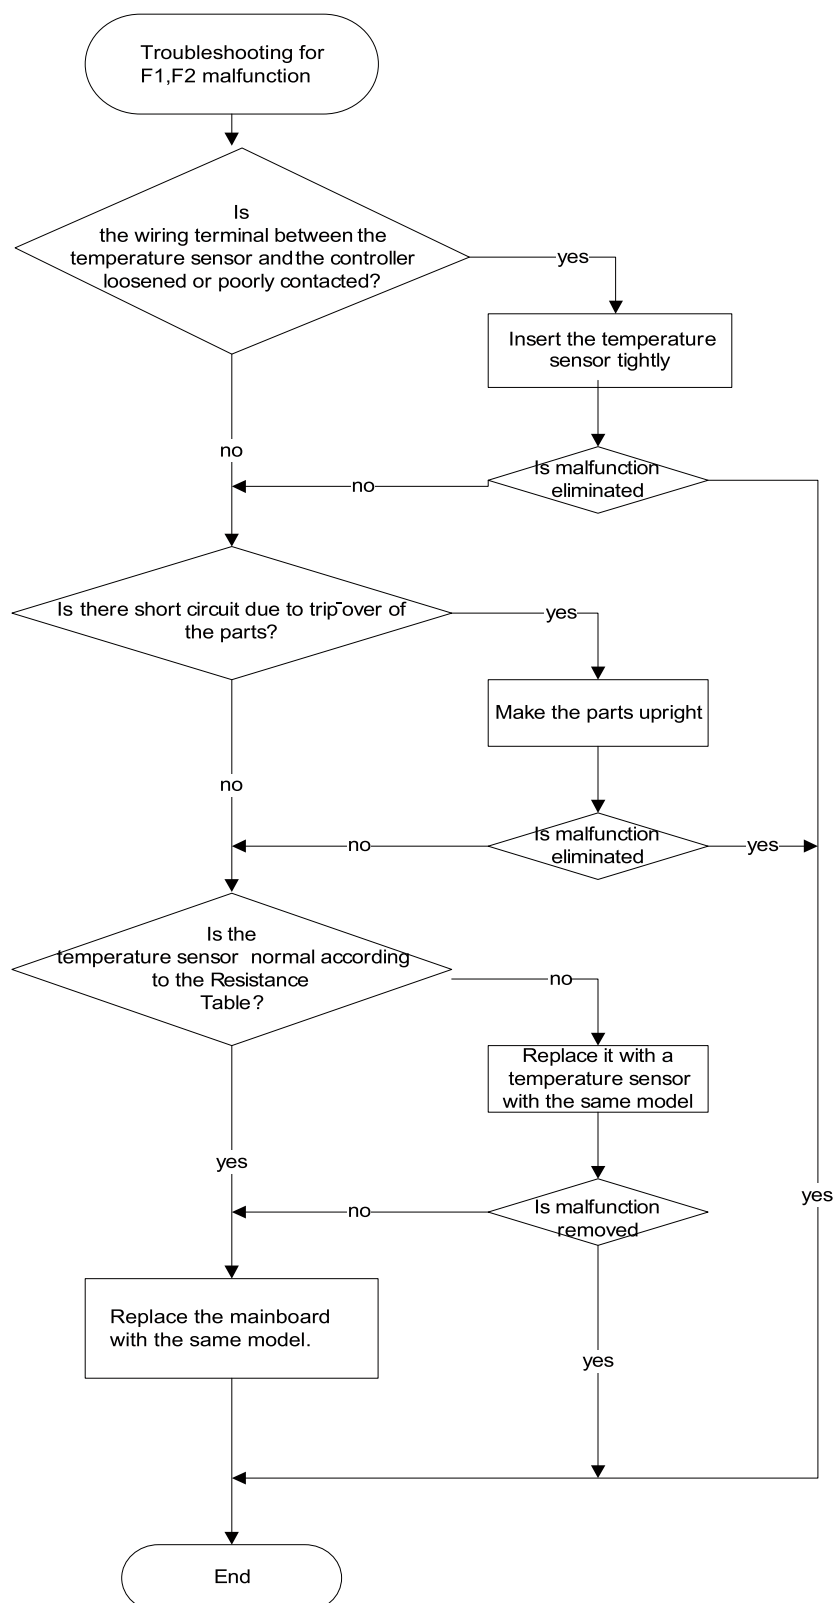 Troubleshooting for
F1,F2 malfunction
Is
the wiring terminal between the
temperature sensor and the controller
loosened or poorly contacted?
yes
Insert the temperature
sensor tightly
no
Is malfunction
eliminated
no
Is there short circuit due to trip-over of
the parts?
yes
Make the parts upright
no
Is malfunction
eliminated
no
yes
Is the
temperature sensor normal according
to the Resistance
Table?
no
Replace it with a
temperature sensor
with the same model
yes
yes
Is malfunction
removed
no
Replace the mainboard
with the same model.
yes
End